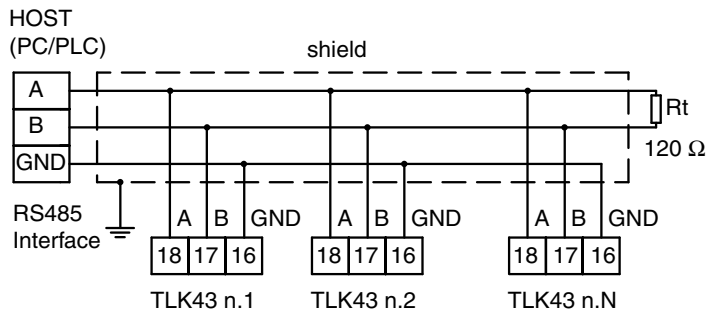 HOST
(PC/PLC)
shield
A
B
GND
Rt
120 Ω
RS485
Interface
A B GND
A B GND
A B GND
18 17 16
18 17 16
18 17 16
TLK43 n.1
TLK43 n.2
TLK43 n.N